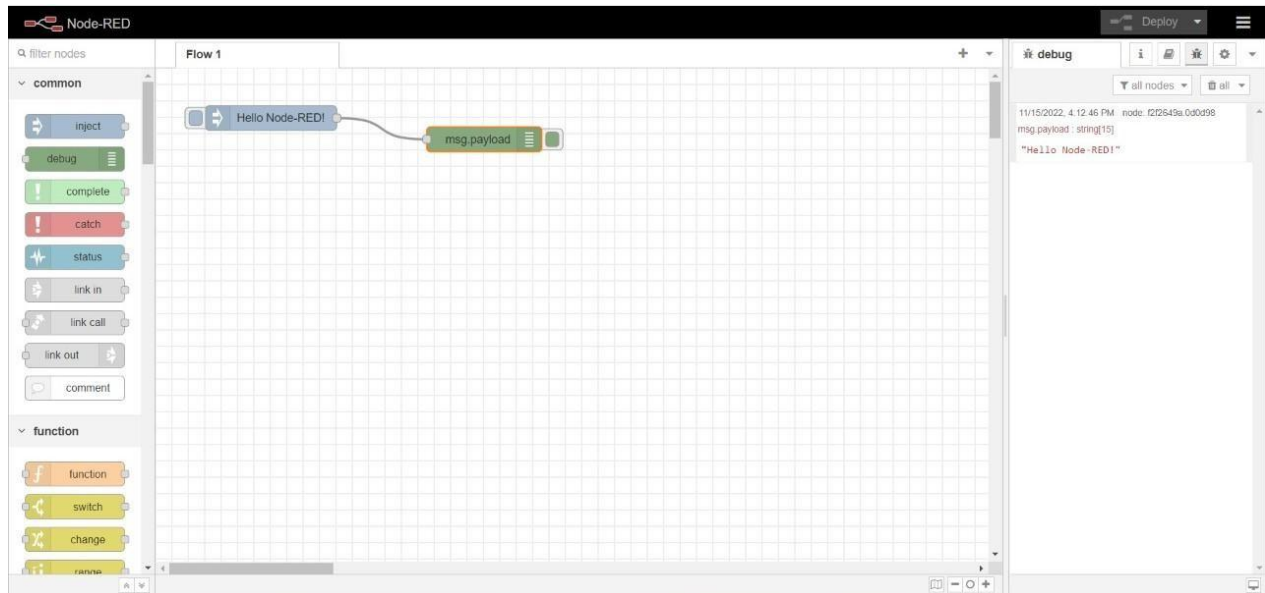 Node-RED
Deploy
filter nodes
common
inject
debug
complete
catch
status
link in
link call
link out
comment
function
function
switch
change
range
Flow 1
Hello Node-RED!
msg.payload
debug
i
all nodes
all
11/15/2022, 4:12:46 PM node: f2f2649a.0d0d98
msg.payload : string[15]
"Hello Node-RED!"